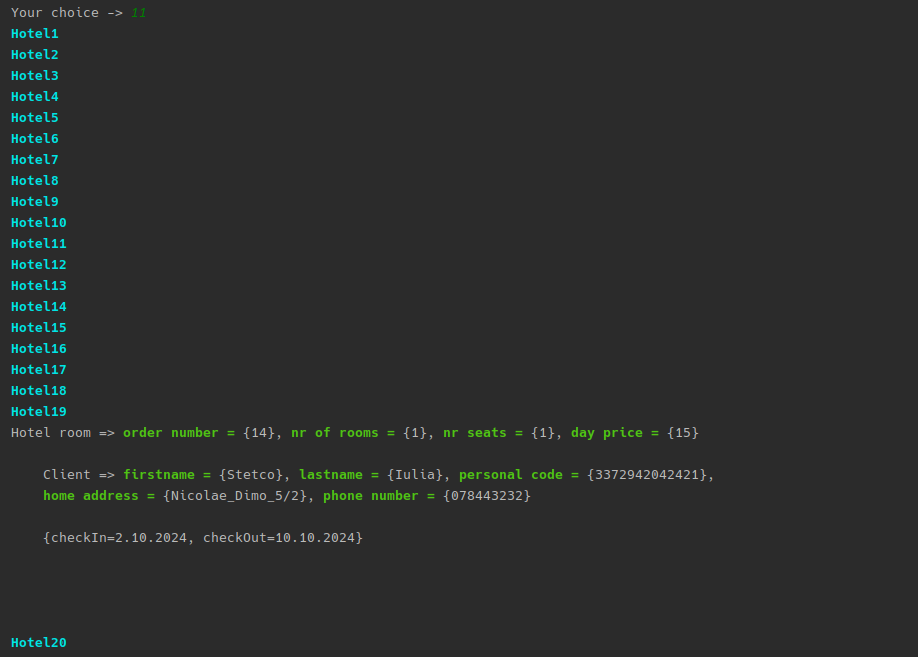 Your choice -> 11
Hotel1
Hotel2
Hotel3
Hotel4
Hotel5
Hotel6
Hotel7
Hotel8
Hotel9
Hotel10
Hotel11
Hotel12
Hotel13
Hotel14
Hotel15
Hotel16
Hotel17
Hotel18
Hotel19
Hotel room => order number = {14}, nr of rooms = {1}, nr seats = {1}, day price = {15}
Client => firstname = {Stetco}, lastname = {Iulia}, personal code = {3372942042421},
home address = {Nicolae_Dimo_5/2}, phone number = {078443232}
{checkIn=2.10.2024, checkOut=10.10.2024}
Hotel20